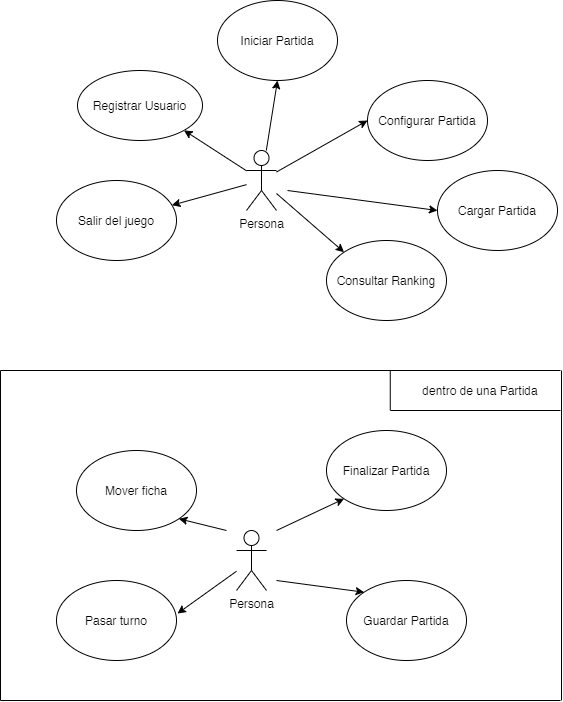 Iniciar Partida
Registrar Usuario
Configurar Partida
Salir del juego
Persona
Cargar Partida
Consultar Ranking
dentro de una Partida
Mover ficha
Finalizar Partida
Persona
Pasar turno
Guardar Partida